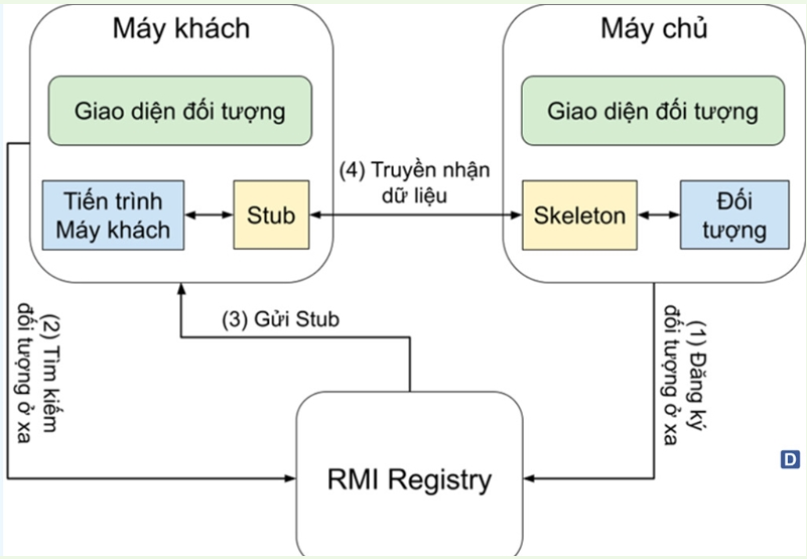 Máy khách
Giao diện đối tượng
Tiến trình
Máy khách
Stub
(4) Truyền nhận
dữ liệu
Máy chủ
Giao diện đối tượng
Skeleton
Đối
tượng
(3) Gửi Stub
(2) Tìm kiếm
đối tượng ở xa
(1) Đăng ký
đối tượng ở xa
RMI Registry
D